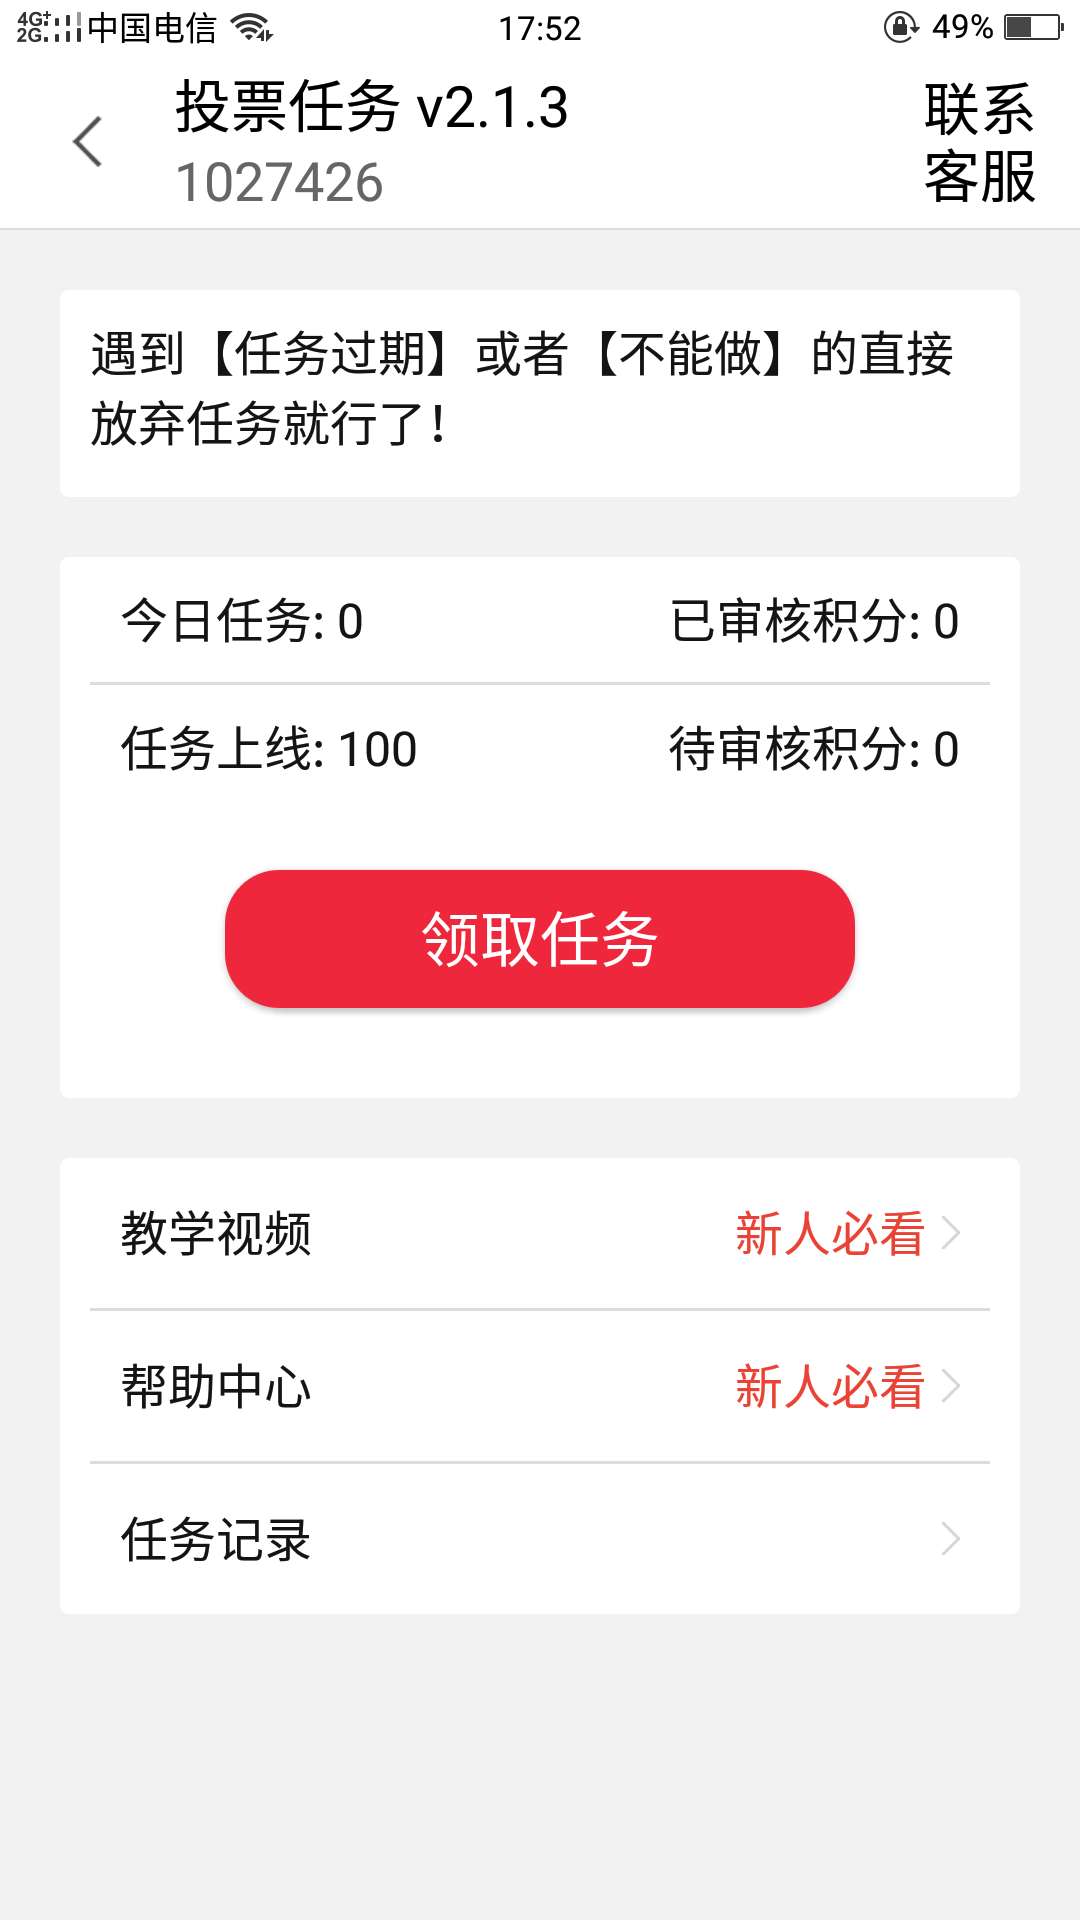 4G+ 2G 中国电信 17:52 49%
投票任务 v2.1.3
1027426
联系
客服
遇到【任务过期】或者【不能做】的直接
放弃任务就行了!
今日任务: 0 已审核积分: 0
任务上线: 100 待审核积分: 0
领取任务
教学视频 新人必看
帮助中心 新人必看
任务记录